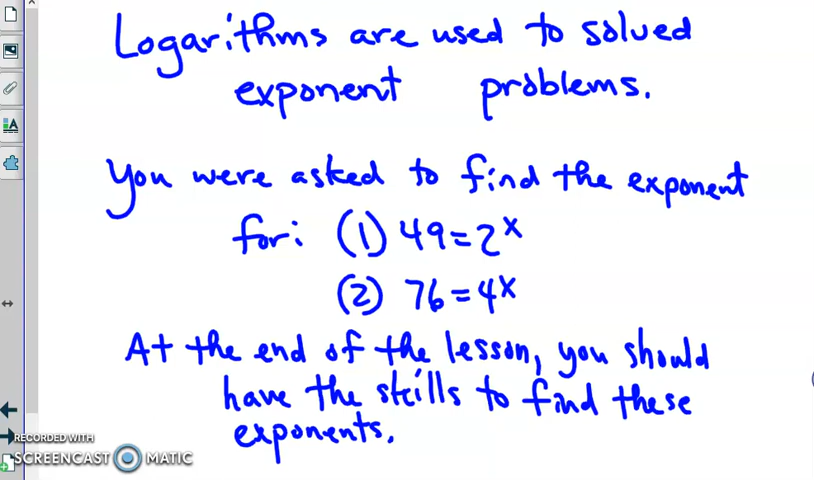 Logarithms are used to solved
exponent problems.
You were asked to find the exponent
for: (1) 49=2^x
(2) 76=4^x
At the end of the lesson, you should
have the skills to find these
exponents.
RECORDED WITH
SCREENCAST MATIC